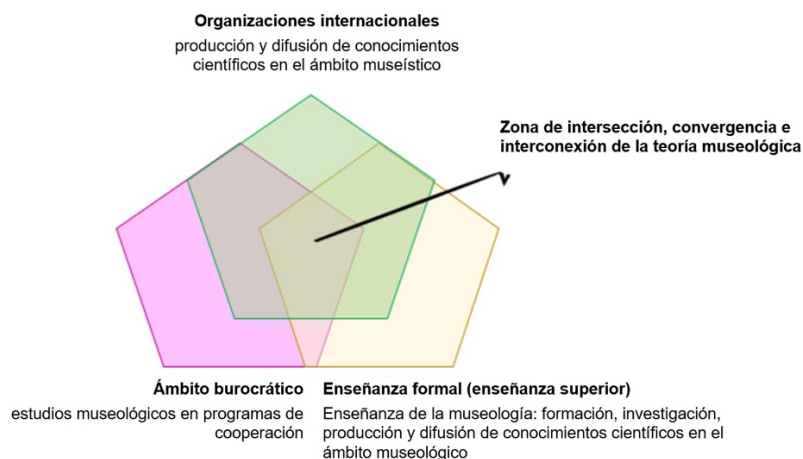 Organizaciones internacionales
producción y difusión de conocimientos
científicos en el ámbito museístico
Zona de intersección, convergencia e
interconexión de la teoría museológica
Ámbito burocrático
estudios museológicos en programas de
cooperación
Enseñanza formal (enseñanza superior)
Enseñanza de la museología: formación, investigación,
producción y difusión de conocimientos científicos en el
ámbito museológico